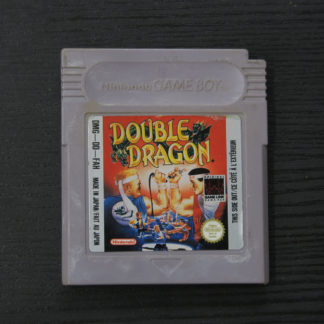 Nintendo GAME BOY
DOUBLE
DRAGON
DMG-DD-FAH
MADE IN JAPAN FAIT AU JAPON
THIS SIDE OUT/CE CÔTÉ À L'EXTÉRIEUR
Nintendo